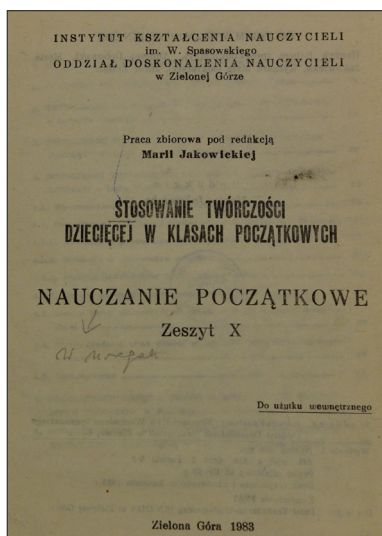 INSTYTUT KSZTAŁCENIA NAUCZYCIELI
im. W. Spasowskiego
ODDZIAŁ DOSKONALENIA NAUCZYCIELI
w Zielonej Górze
Praca zbiorowa pod redakcją
Marii Jakowickiej
STOSOWANIE TWÓRCZOŚCI
DZIECIĘCEJ W KLASACH POCZĄTKOWYCH
NAUCZANIE POCZĄTKOWE
Zeszyt X
Do użytku wewnętrznego
Zielona Góra 1983